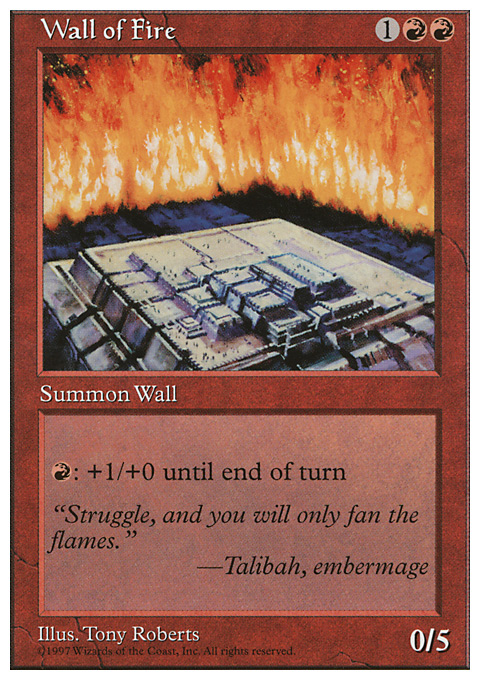 Wall of Fire 1
Summon Wall
: +1/+0 until end of turn
“Struggle, and you will only fan the
flames.”
—Talibah, embermage
Illus. Tony Roberts
©1997 Wizards of the Coast, Inc. All rights reserved.
0/5